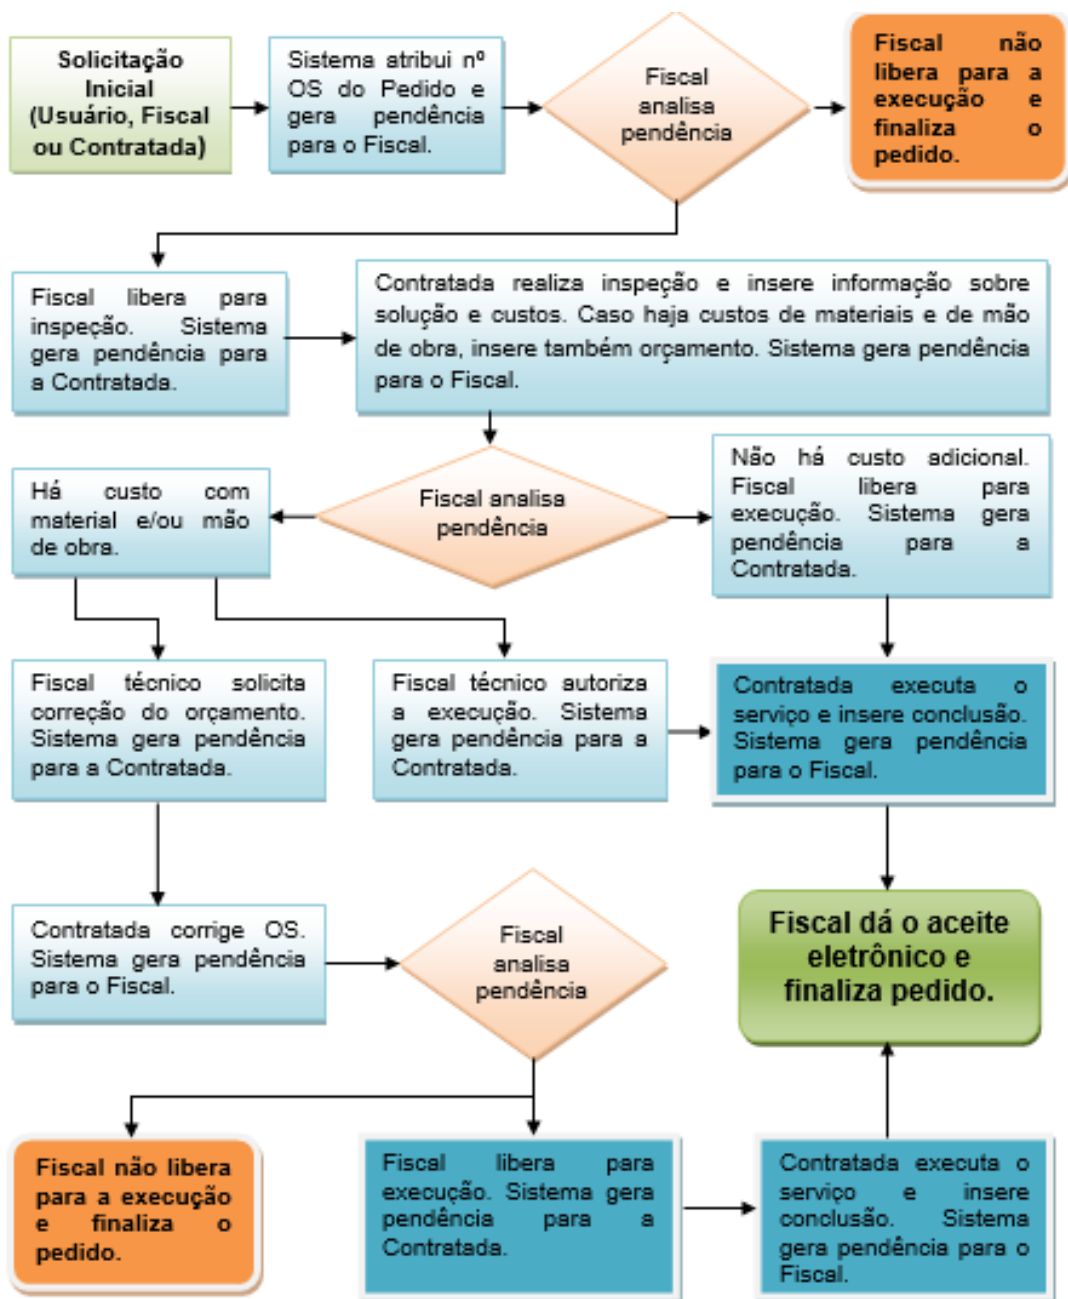 Solicitação
Inicial
(Usuário, Fiscal
ou Contratada)
Sistema atribui nº
OS do Pedido e
gera pendência
para o Fiscal.
Fiscal
analisa
pendência
Fiscal não
libera para a
execução e
finaliza o
pedido.
Fiscal libera para
inspeção. Sistema
gera pendência para
a Contratada.
Contratada realiza inspeção e insere informação sobre
solução e custos. Caso haja custos de materiais e de mão
de obra, insere também orçamento. Sistema gera pendência
para o Fiscal.
Há custo com
material e/ou mão
de obra.
Fiscal analisa
pendência
Não há custo adicional.
Fiscal libera para
execução. Sistema gera
pendência para a
Contratada.
Fiscal técnico solicita
correção do orçamento.
Sistema gera pendência
para a Contratada.
Fiscal técnico autoriza
a execução. Sistema
gera pendência para a
Contratada.
Contratada executa o
serviço e insere conclusão.
Sistema gera pendência
para o Fiscal.
Contratada corrige OS.
Sistema gera pendência
para o Fiscal.
Fiscal
analisa
pendência
Fiscal dá o aceite
eletrônico e
finaliza pedido.
Fiscal não libera
para a execução
e finaliza o
pedido.
Fiscal libera para
execução. Sistema gera
pendência para a
Contratada.
Contratada executa o
serviço e insere
conclusão. Sistema
gera pendência para o
Fiscal.